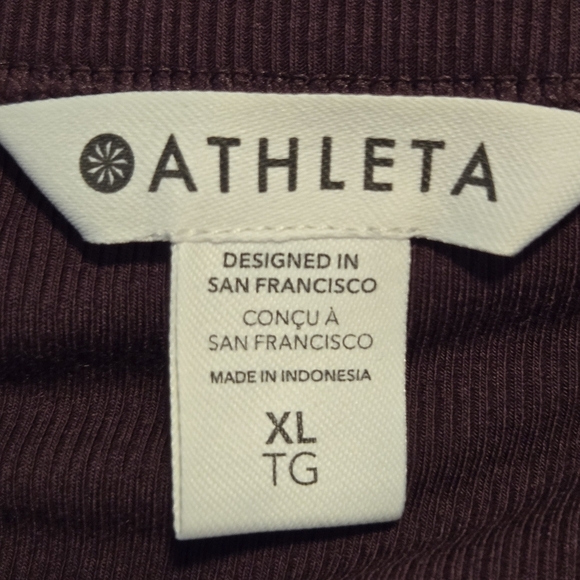 ATHLETA
DESIGNED IN
SAN FRANCISCO
CONÇU À
SAN FRANCISCO
MADE IN INDONESIA
XL
TG